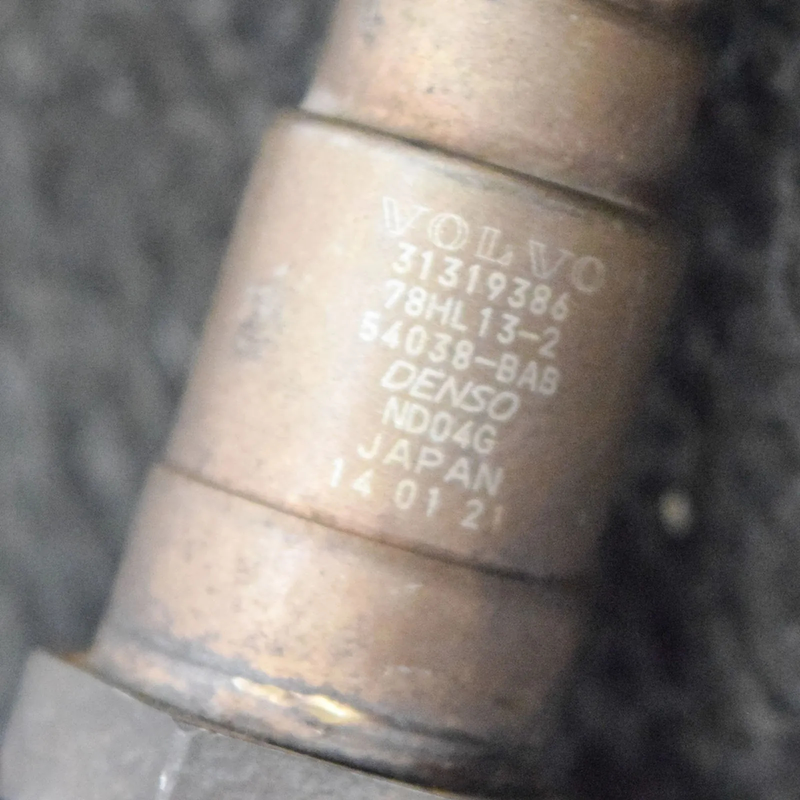 VOLVO
31319386
78HL13-2
54038-BAB
DENSO
ND04G
JAPAN
14 01 21